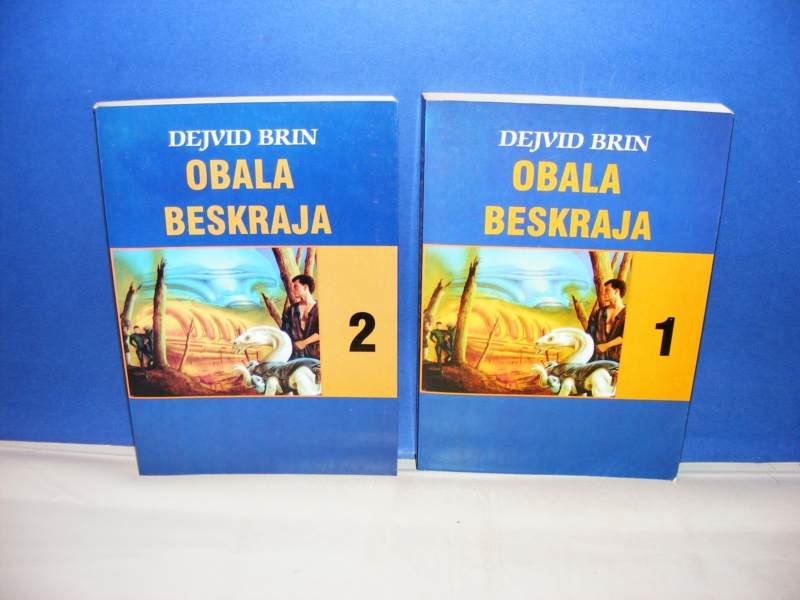 DEJVID BRIN
OBALA
BESKRAJA
2
DEJVID BRIN
OBALA
BESKRAJA
1